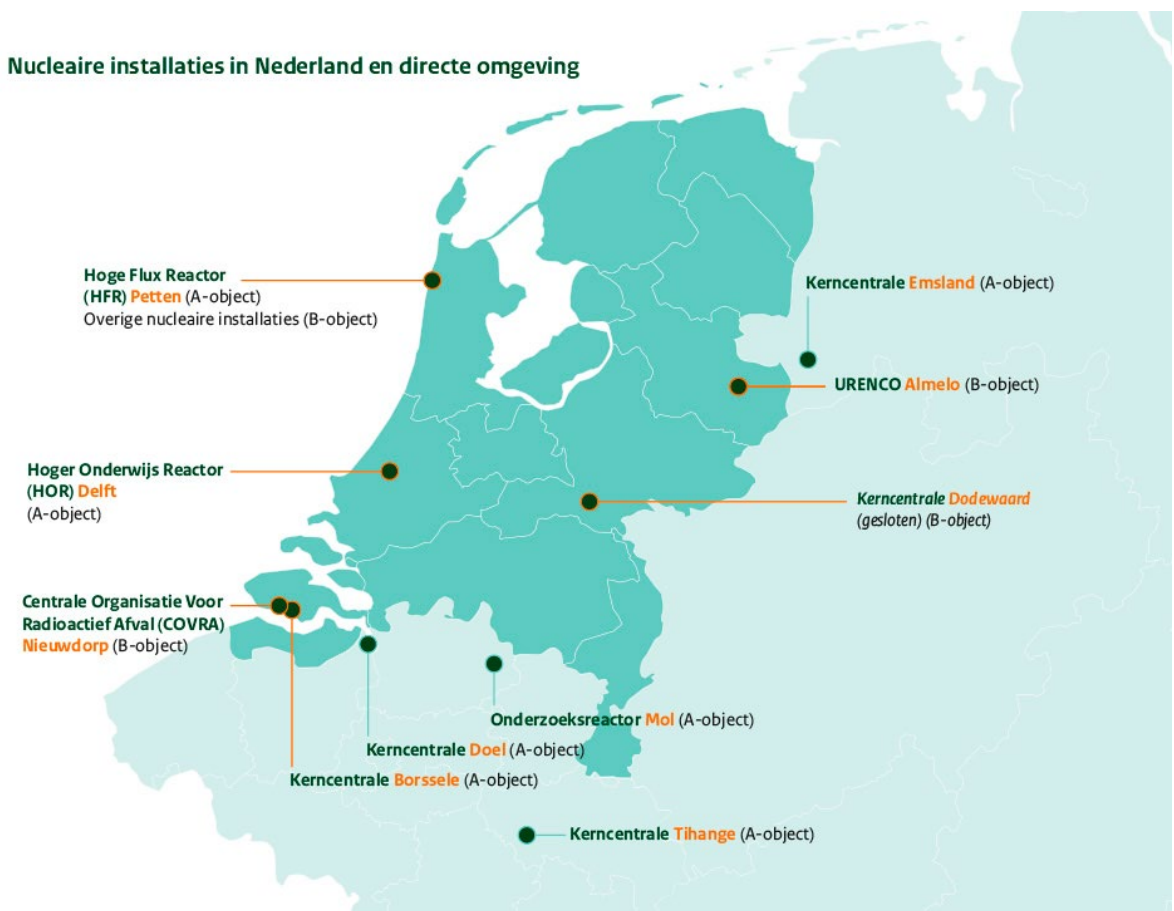 Nucleaire installaties in Nederland en directe omgeving
Hoge Flux Reactor
(HFR) Petten (A-object)
Overige nucleaire installaties (B-object)
Kerncentrale Emsland (A-object)
URENCO Almelo (B-object)
Hoger Onderwijs Reactor
(HOR) Delft
(A-object)
Kerncentrale Dodewaard
(gesloten) (B-object)
Centrale Organisatie Voor
Radioactief Afval (COVRA)
Nieuwdorp (B-object)
Onderzoeksreactor Mol (A-object)
Kerncentrale Doel (A-object)
Kerncentrale Borssele (A-object)
Kerncentrale Tihange (A-object)